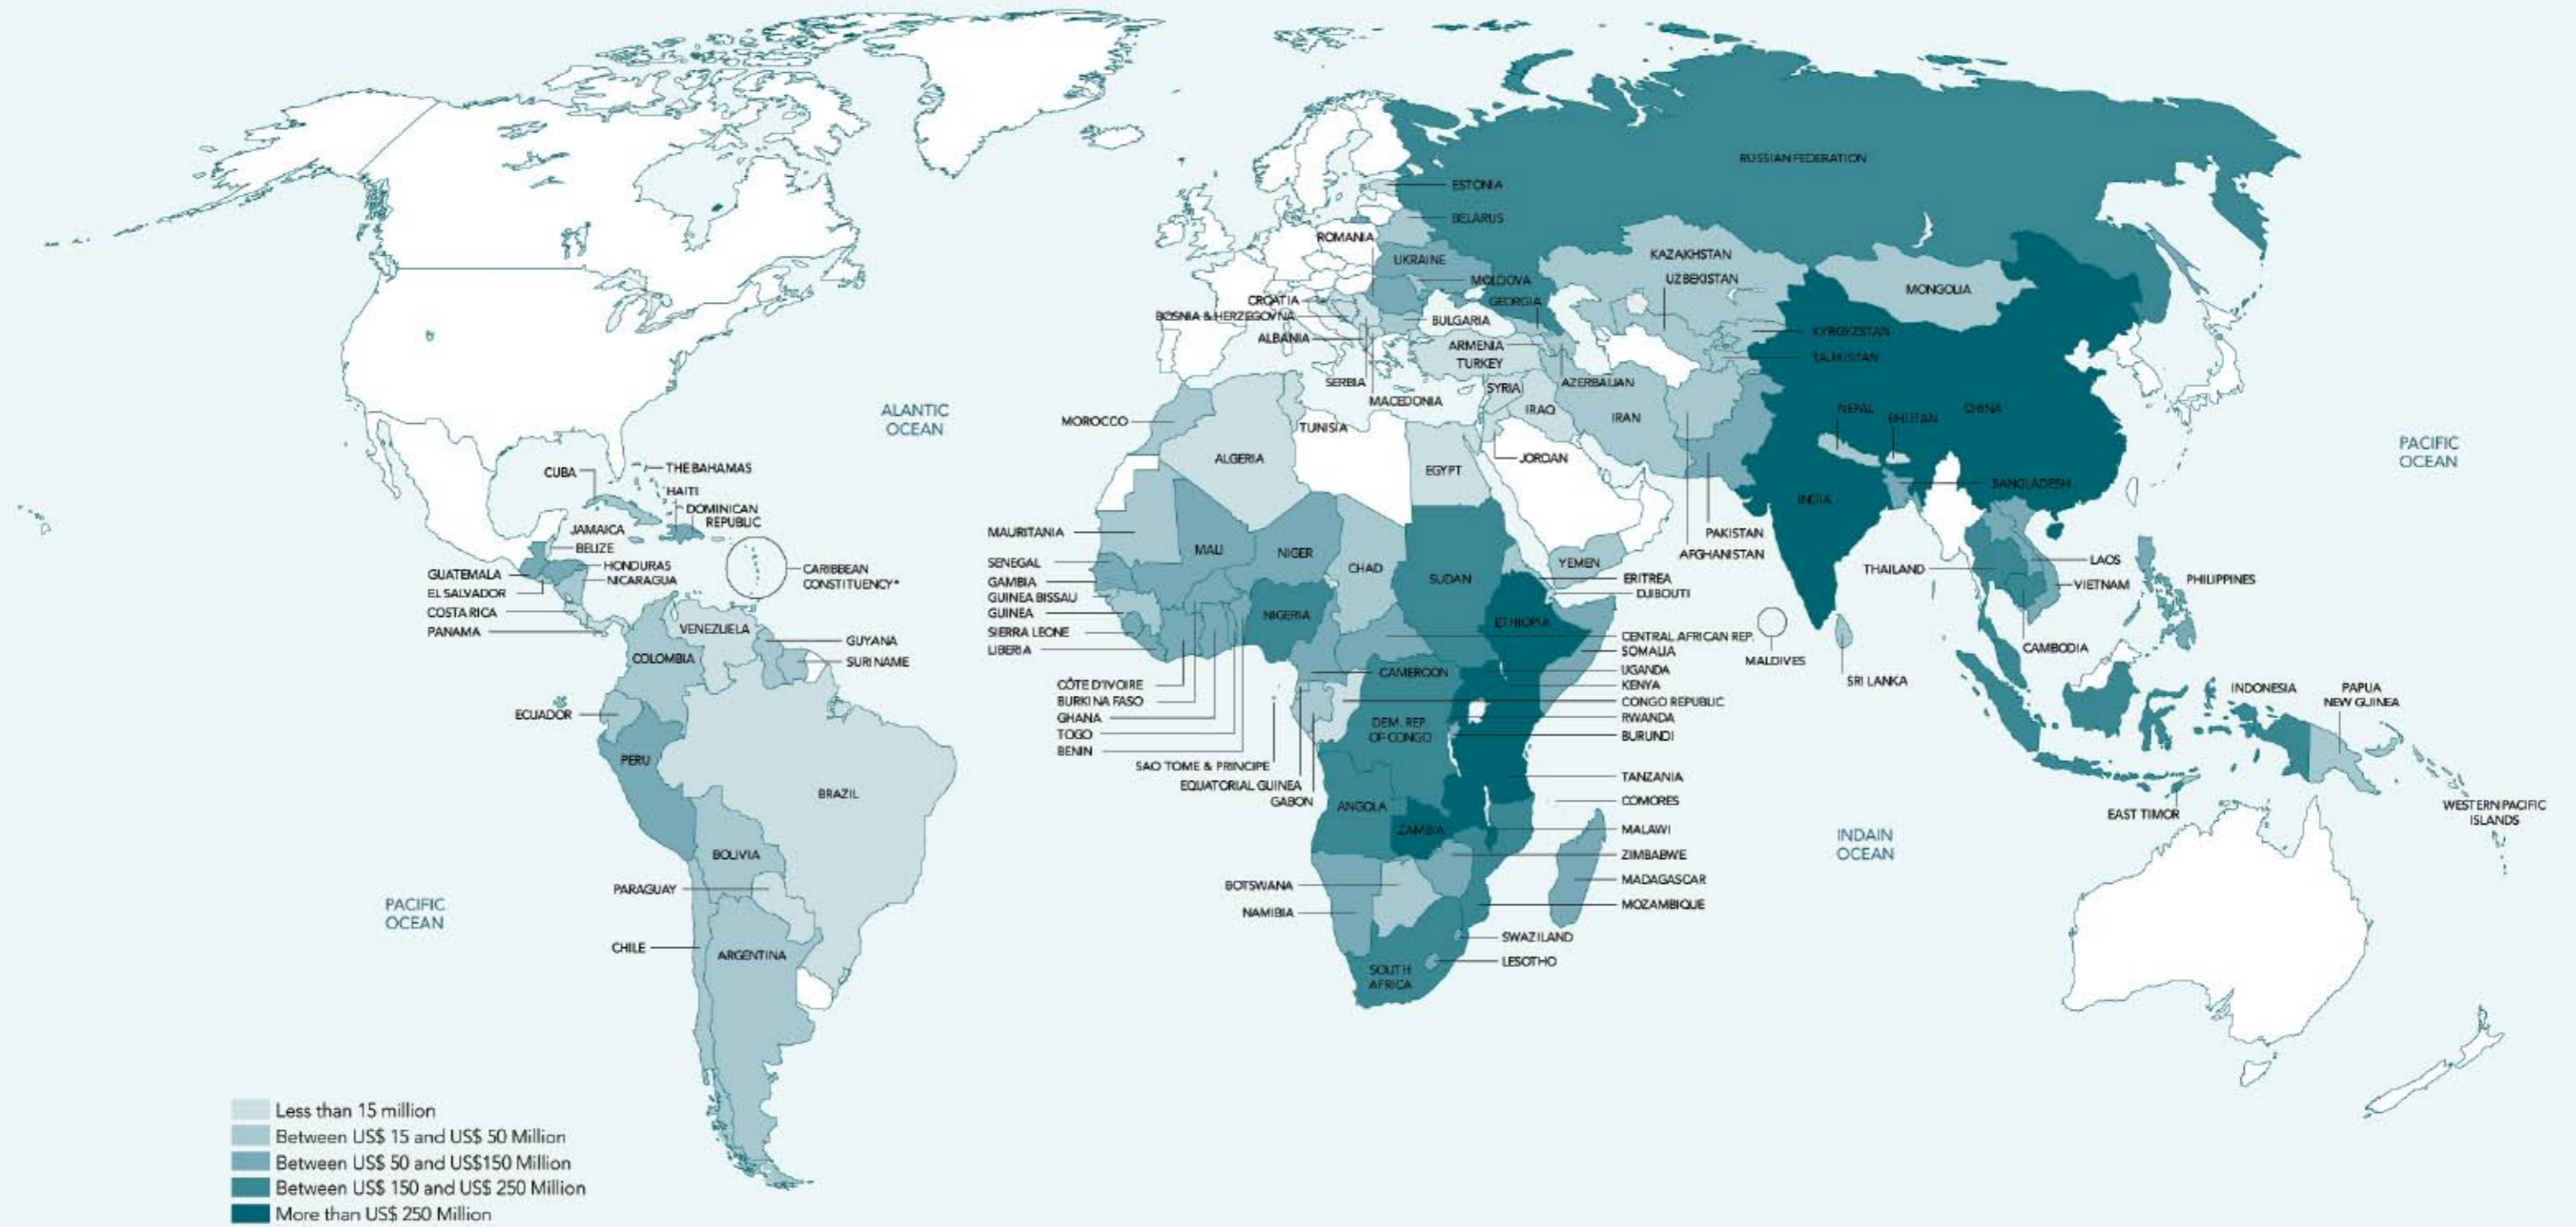 RUSSIAN FEDERATION
ESTONIA
BELARUS
ROMANIA
UKRAINE
KAZAKHSTAN
MOLDOVA
UZBEKISTAN
MONGOLIA
CROATIA
GEORGIA
BOSNIA & HERZEGOVNA
BULGARIA
KYRGYZSTAN
ALBANIA
ARMENIA
TAJIKISTAN
TURKEY
SERBIA
SYRIA
AZERBAIJAN
MACEDONIA
IRAQ
IRAN
NEPAL
BHUTAN
CHINA
ALANTIC
OCEAN
MOROCCO
TUNISIA
ALGERIA
EGYPT
JORDAN
PACIFIC
OCEAN
CUBA
THE BAHAMAS
HAITI
DOMINICAN
REPUBLIC
INDIA
BANGLADESH
JAMAICA
BELIZE
HONDURAS
NICARAGUA
GUATEMALA
EL SALVADOR
COSTA RICA
PANAMA
CARIBBEAN
CONSTITUENCY*
MAURITANIA
SENEGAL
GAMBIA
GUINEA BISSAU
GUINEA
SIERRA LEONE
LIBERIA
MALI
NIGER
CHAD
SUDAN
NIGERIA
YEMEN
PAKISTAN
AFGHANISTAN
ERITREA
DJIBOUTI
ETHIOPIA
THAILAND
LAOS
VIETNAM
PHILIPPINES
CAMBODIA
MALDIVES
SRI LANKA
VENEZUELA
GUYANA
SURINAME
COLOMBIA
ECUADOR
PERU
BRAZIL
CENTRAL AFRICAN REP.
SOMALIA
UGANDA
KENYA
CONGO REPUBLIC
RWANDA
BURUNDI
CAMEROON
DEM. REP.
OF CONGO
CÔTE D'IVOIRE
BURKINA FASO
GHANA
TOGO
BENIN
SAO TOME & PRINCIPE
EQUATORIAL GUINEA
GABON
INDONESIA
PAPUA
NEW GUINEA
EAST TIMOR
WESTERN PACIFIC
ISLANDS
TANZANIA
COMORES
ANGOLA
ZAMBIA
MALAWI
ZIMBABWE
MADAGASCAR
MOZAMBIQUE
INDAIN
OCEAN
BOLIVIA
PARAGUAY
CHILE
ARGENTINA
BOTSWANA
NAMIBIA
SWAZILAND
LESOTHO
SOUTH
AFRICA
PACIFIC
OCEAN
Less than 15 million
Between US$ 15 and US$ 50 Million
Between US$ 50 and US$150 Million
Between US$ 150 and US$ 250 Million
More than US$ 250 Million